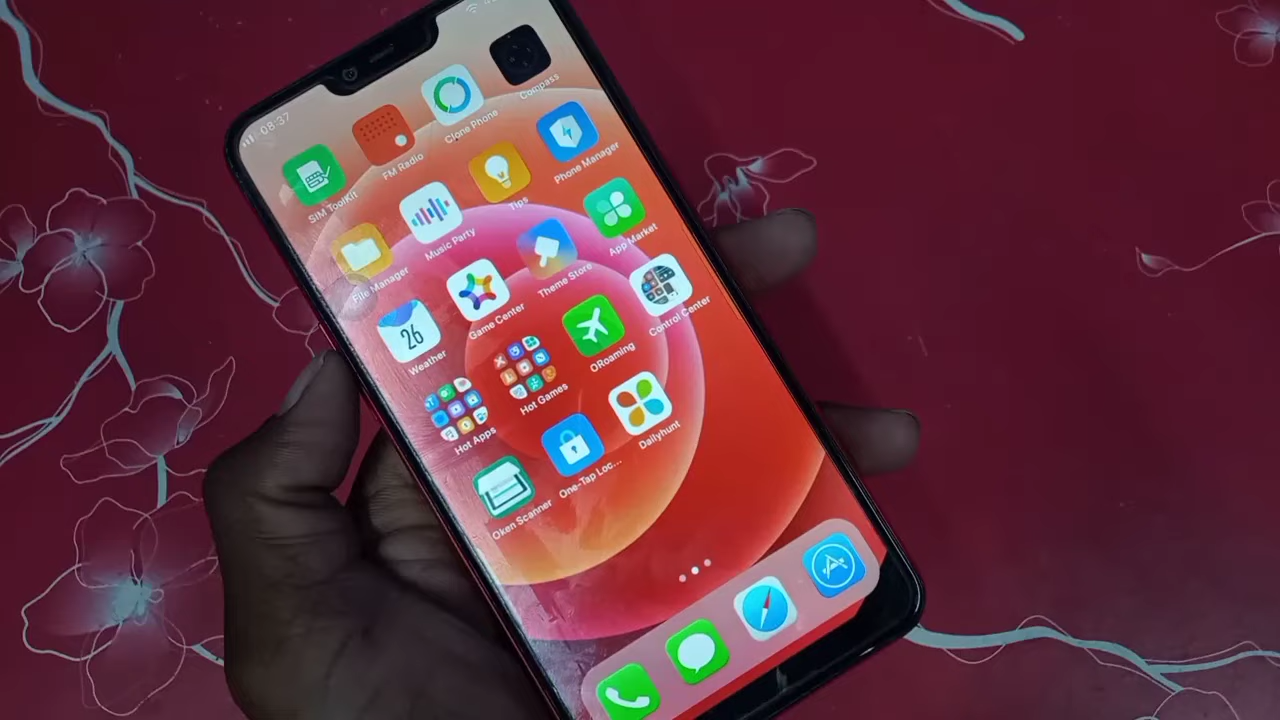 08:37
SIM ToolKit
FM Radio
Clone Phone
Compass
File Manager
Music Party
Tips
Phone Manager
Weather
26
Game Center
Theme Store
App Market
Hot Apps
Hot Games
ORoaming
Control Center
Oken Scanner
One-Tap Loc...
Dailyhunt